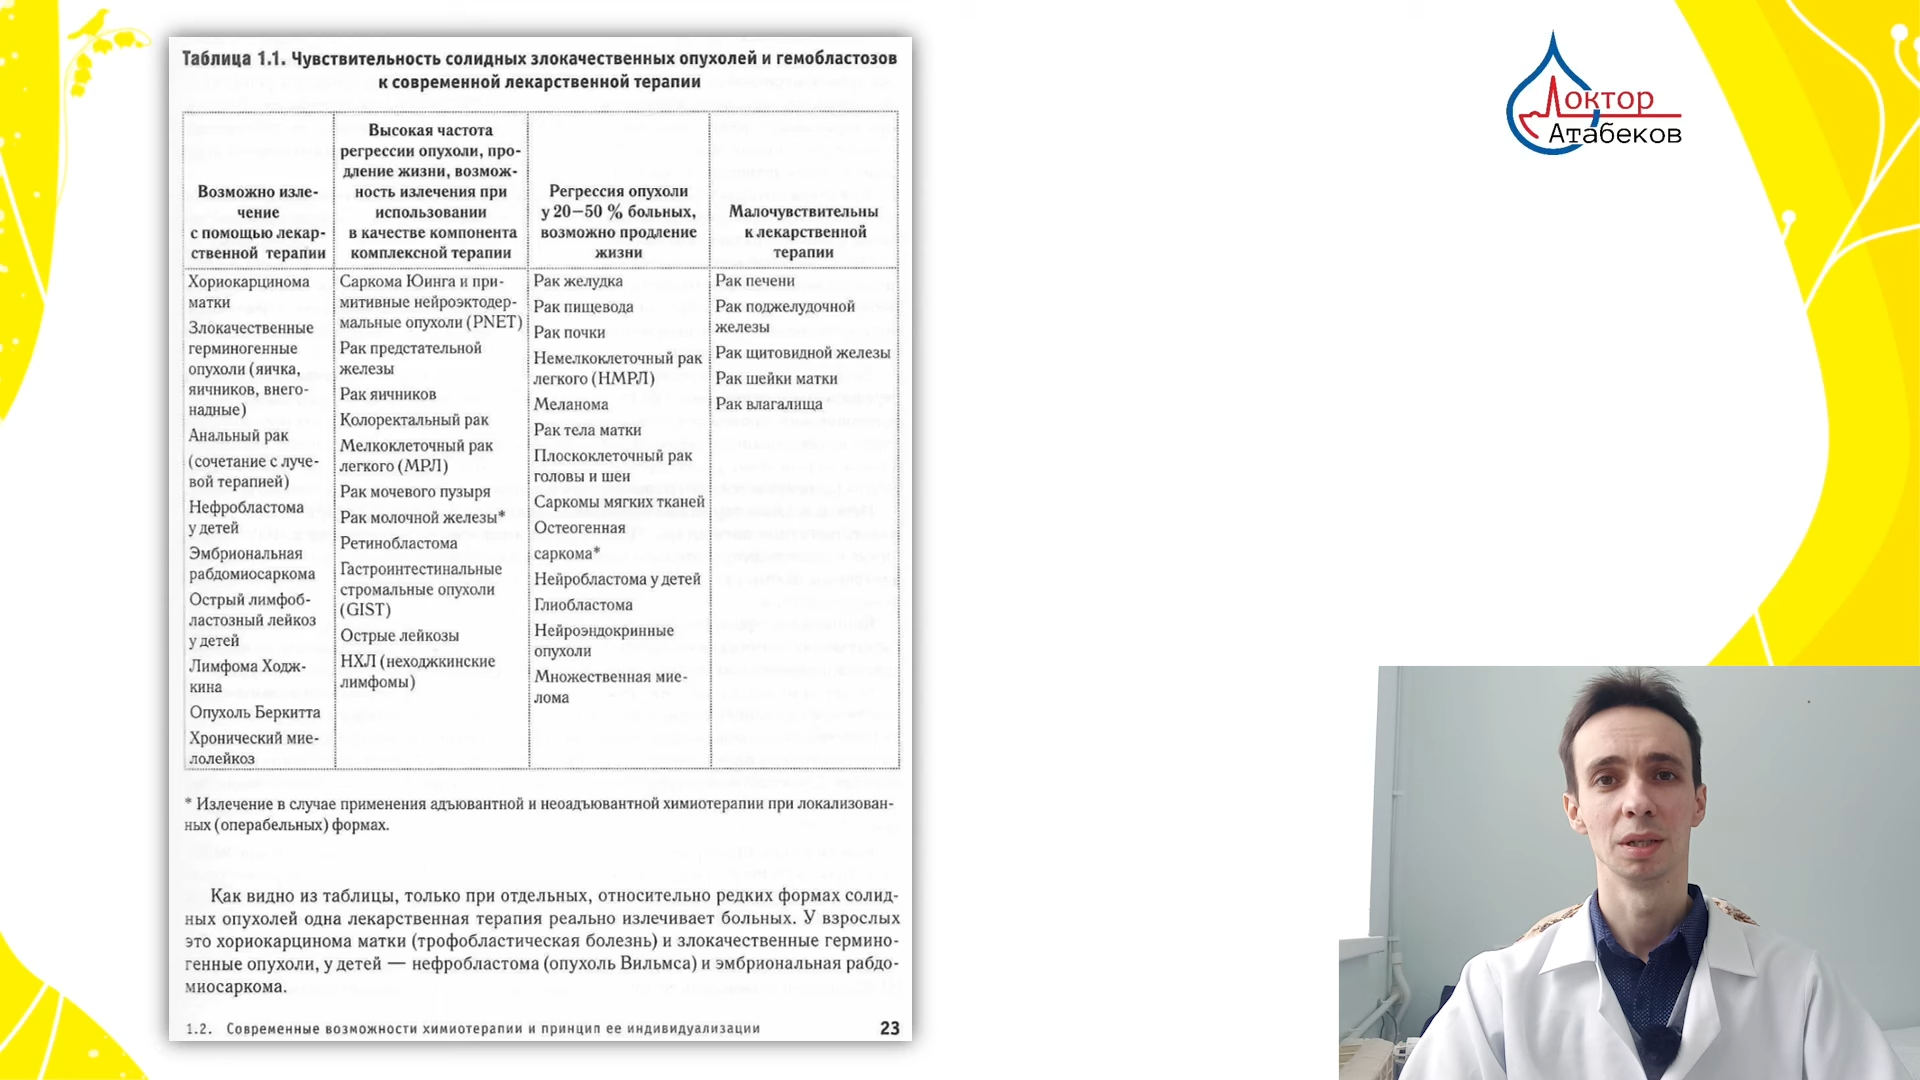 Таблица 1.1. Чувствительность солидных злокачественных опухолей и гемобластозов
к современной лекарственной терапии
Возможно изле-
чение
с помощью лекар-
ственной терапии
Высокая частота
регрессии опухоли, про-
дление жизни, возмож-
ность излечения при
использовании
в качестве компонента
комплексной терапии
Регрессия опухоли
у 20–50 % больных,
возможно продление
жизни
Малочувствительны
к лекарственной
терапии
Хориокарцинома
матки
Злокачественные
герминогенные
опухоли (яичка,
яичников, внего-
надные)
Анальный рак
(сочетание с луче-
вой терапией)
Нефробластома
у детей
Эмбриональная
рабдомиосаркома
Острый лимфоб-
ластозный лейкоз
у детей
Лимфома Ходж-
кина
Опухоль Беркитта
Хронический мие-
лолейкоз
Саркома Юинга и при-
митивные нейроэктодер-
мальные опухоли (PNET)
Рак предстательной
железы
Рак яичников
Колоректальный рак
Мелкоклеточный рак
легкого (МРЛ)
Рак мочевого пузыря
Рак молочной железы*
Ретинобластома
Гастроинтестинальные
стромальные опухоли
(GIST)
Острые лейкозы
НХЛ (неходжкинские
лимфомы)
Рак желудка
Рак пищевода
Рак почки
Немелкоклеточный рак
легкого (НМРЛ)
Меланома
Рак тела матки
Плоскоклеточный рак
головы и шеи
Саркомы мягких тканей
Остеогенная
саркома*
Нейробластома у детей
Глиобластома
Нейроэндокринные
опухоли
Множественная мие-
лома
Рак печени
Рак поджелудочной
железы
Рак щитовидной железы
Рак шейки матки
Рак влагалища
* Излечение в случае применения адъювантной и неоадъювантной химиотерапии при локализован-
ных (операбельных) формах.
Как видно из таблицы, только при отдельных, относительно редких формах солид-
ных опухолей одна лекарственная терапия реально излечивает больных. У взрослых
это хориокарцинома матки (трофобластическая болезнь) и злокачественные гермино-
генные опухоли, у детей — нефробластома (опухоль Вильмса) и эмбриональная рабдо-
миосаркома.
1.2. Современные возможности химиотерапии и принцип ее индивидуализации 23
Доктор
Атабеков